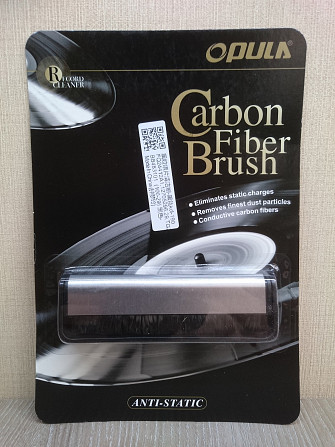 OPULA
RECORD
CLEANER
Carbon
Fiber
Brush
Eliminates static charges
Removes finest dust particles
Conductive carbon fibers
ANTI-STATIC